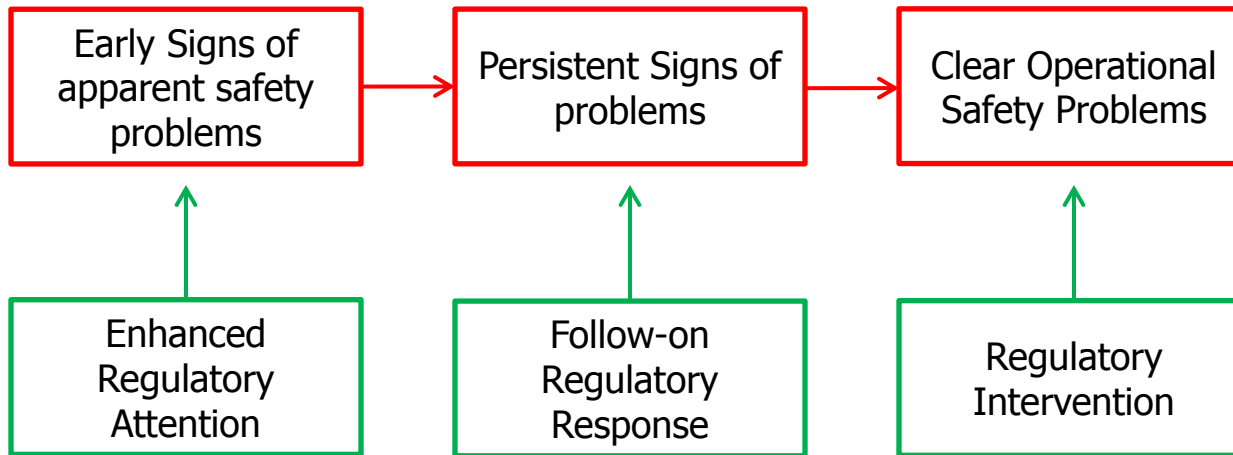 Early Signs of
apparent safety
problems
Persistent Signs of
problems
Clear Operational
Safety Problems
Enhanced
Regulatory
Attention
Follow-on
Regulatory
Response
Regulatory
Intervention